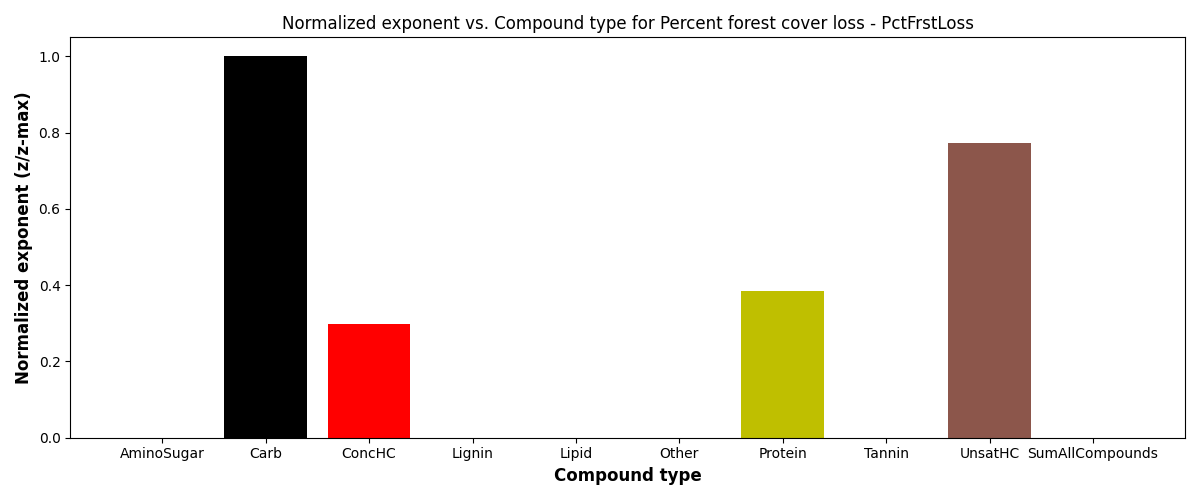 Normalized exponent vs. Compound type for Percent forest cover loss - PctFrstLoss
Normalized exponent (z/z-max)
1.0
0.8
0.6
0.4
0.2
0.0
AminoSugar Carb ConcHC Lignin Lipid Other Protein Tannin UnsatHC SumAllCompounds
Compound type